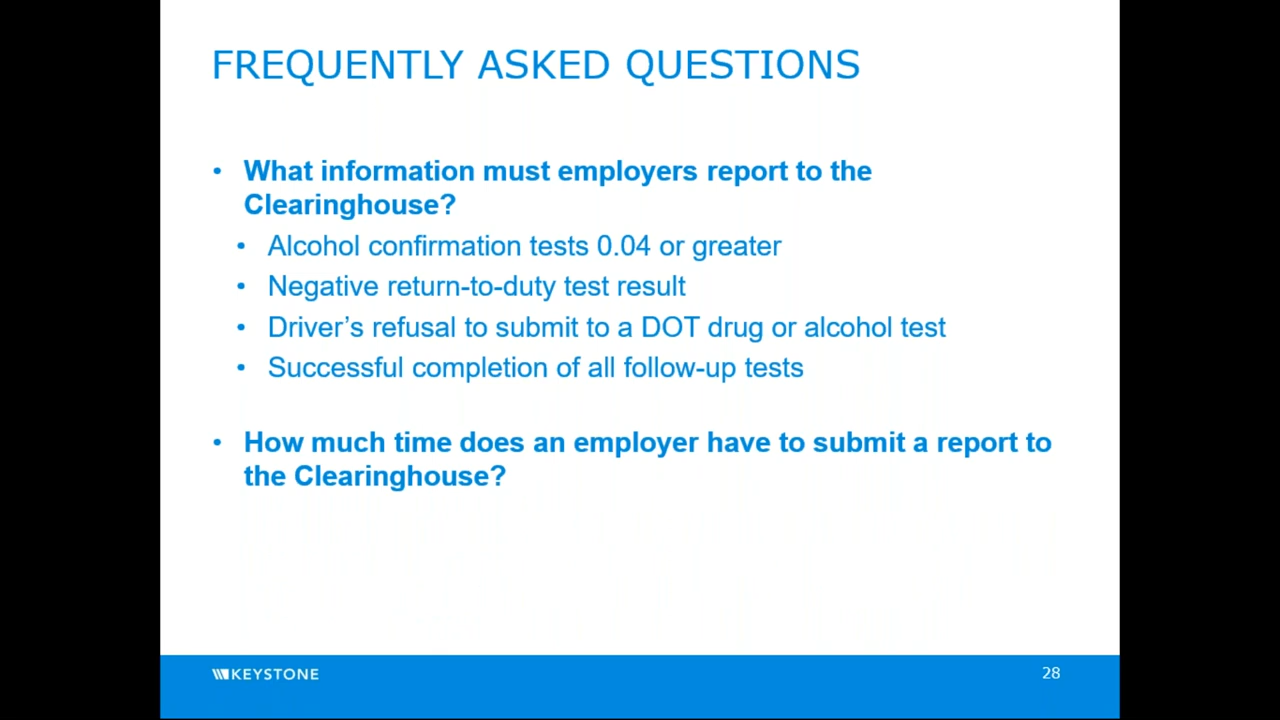 FREQUENTLY ASKED QUESTIONS
• What information must employers report to the
Clearinghouse?
• Alcohol confirmation tests 0.04 or greater
• Negative return-to-duty test result
• Driver’s refusal to submit to a DOT drug or alcohol test
• Successful completion of all follow-up tests
• How much time does an employer have to submit a report to
the Clearinghouse?
KEYSTONE
28